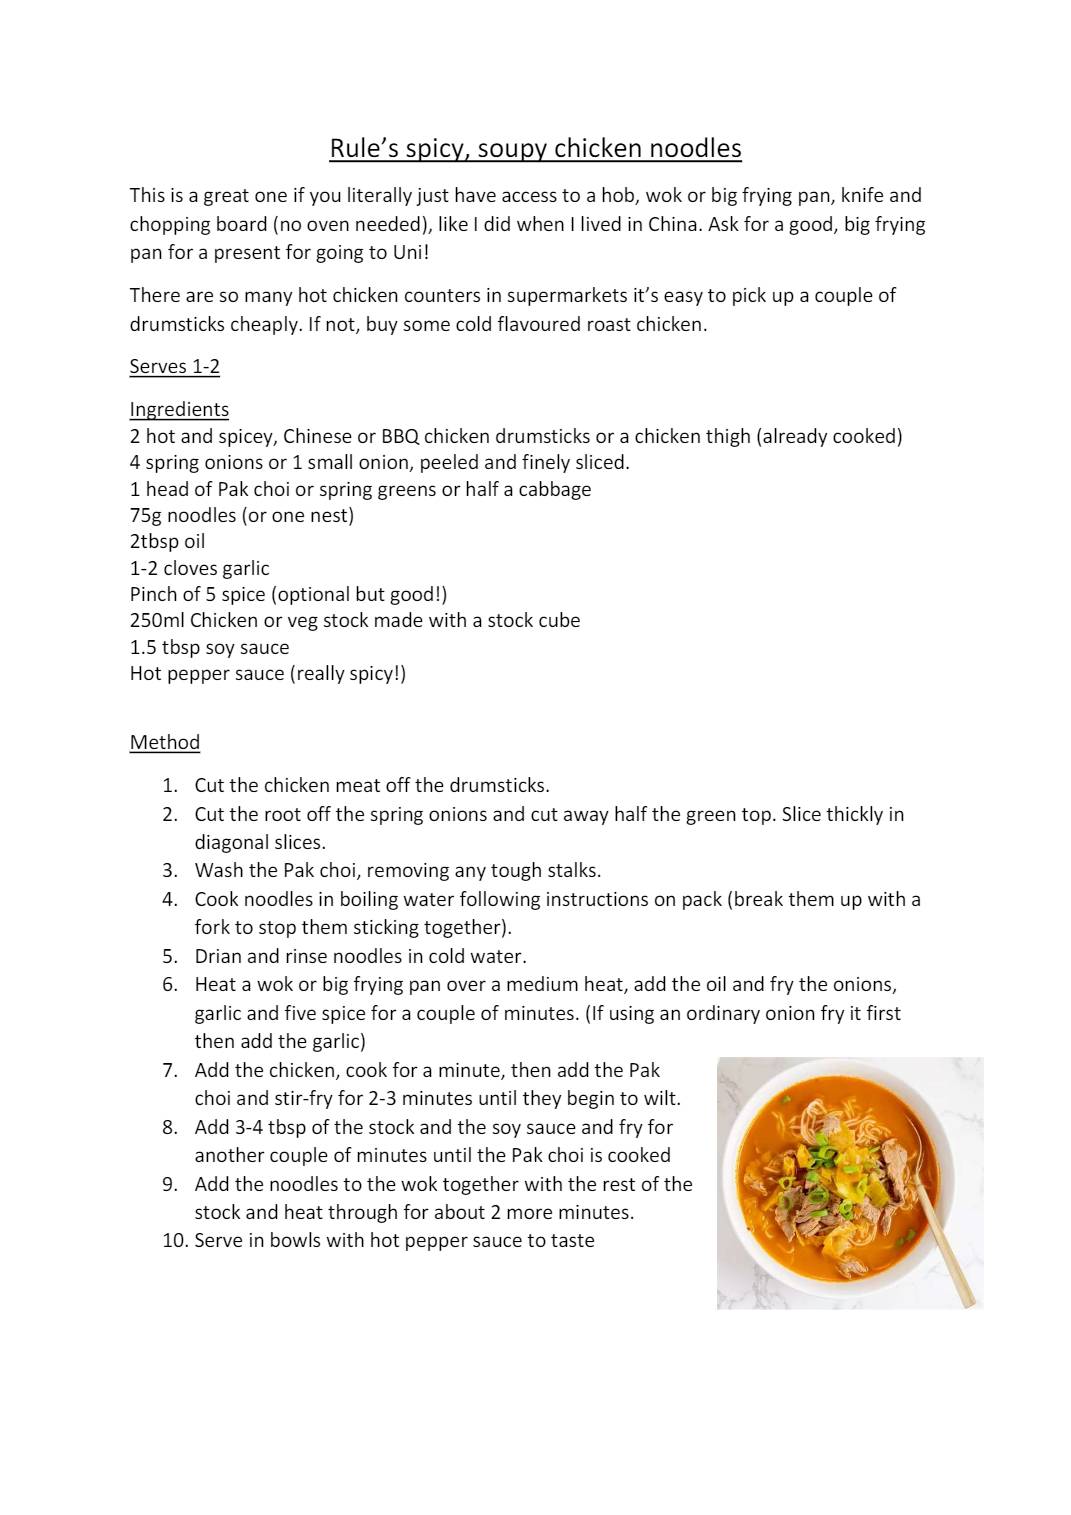 Rule’s spicy, soupy chicken noodles
This is a great one if you literally just have access to a hob, wok or big frying pan, knife and
chopping board (no oven needed), like I did when I lived in China. Ask for a good, big frying
pan for a present for going to Uni!
There are so many hot chicken counters in supermarkets it’s easy to pick up a couple of
drumsticks cheaply. If not, buy some cold flavoured roast chicken.
Serves 1-2
Ingredients
2 hot and spicey, Chinese or BBQ chicken drumsticks or a chicken thigh (already cooked)
4 spring onions or 1 small onion, peeled and finely sliced.
1 head of Pak choi or spring greens or half a cabbage
75g noodles (or one nest)
2tbsp oil
1-2 cloves garlic
Pinch of 5 spice (optional but good!)
250ml Chicken or veg stock made with a stock cube
1.5 tbsp soy sauce
Hot pepper sauce (really spicy!)
Method
1. Cut the chicken meat off the drumsticks.
2. Cut the root off the spring onions and cut away half the green top. Slice thickly in
diagonal slices.
3. Wash the Pak choi, removing any tough stalks.
4. Cook noodles in boiling water following instructions on pack (break them up with a
fork to stop them sticking together).
5. Drian and rinse noodles in cold water.
6. Heat a wok or big frying pan over a medium heat, add the oil and fry the onions,
garlic and five spice for a couple of minutes. (If using an ordinary onion fry it first
then add the garlic)
7. Add the chicken, cook for a minute, then add the Pak
choi and stir-fry for 2-3 minutes until they begin to wilt.
8. Add 3-4 tbsp of the stock and the soy sauce and fry for
another couple of minutes until the Pak choi is cooked
9. Add the noodles to the wok together with the rest of the
stock and heat through for about 2 more minutes.
10. Serve in bowls with hot pepper sauce to taste